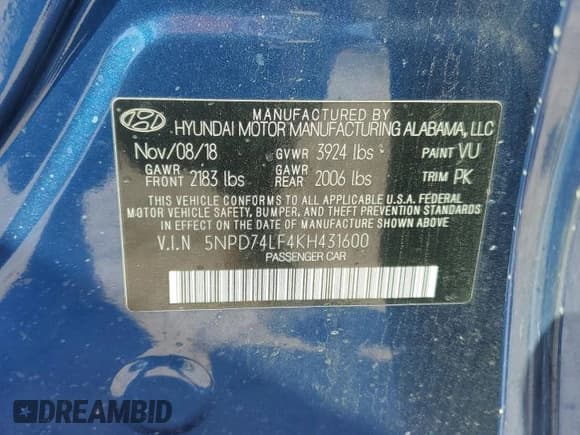 MANUFACTURED BY
HYUNDAI MOTOR MANUFACTURING ALABAMA, LLC
Nov/08/18 GVWR 3924 lbs PAINT VU
GAWR FRONT 2183 lbs GAWR REAR 2006 lbs TRIM PK
THIS VEHICLE CONFORMS TO ALL APPLICABLE U.S.A. FEDERAL
MOTOR VEHICLE SAFETY, BUMPER, AND THEFT PREVENTION STANDARDS
IN EFFECT ON THE DATE OF MANUFACTURE SHOWN ABOVE.
V.I.N 5NPD74LF4KH431600
PASSENGER CAR
DREAMBID